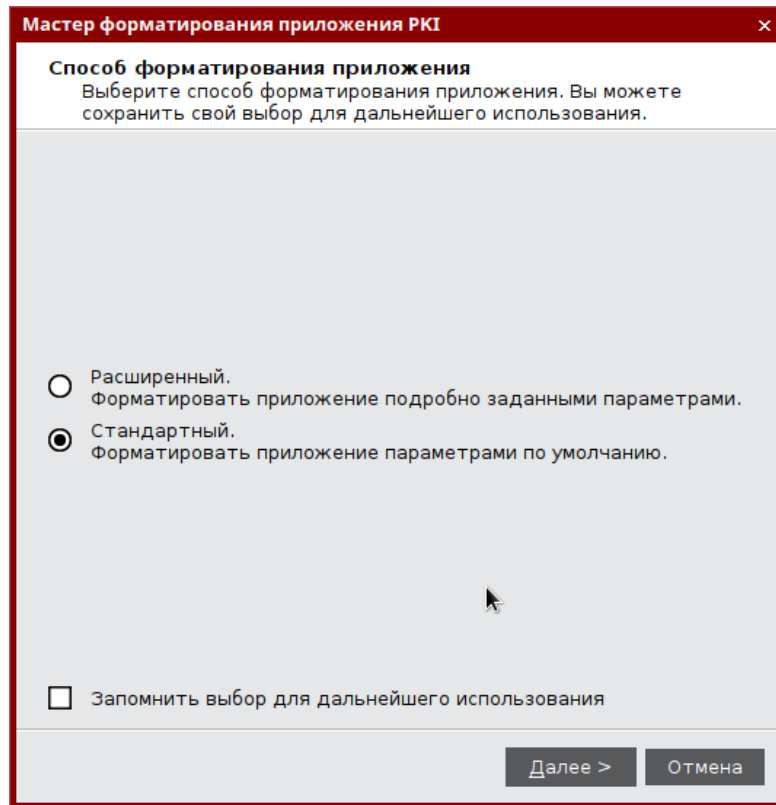 Мастер форматирования приложения PKI
Способ форматирования приложения
Выберите способ форматирования приложения. Вы можете
сохранить свой выбор для дальнейшего использования.
Расширенный.
Форматировать приложение подробно заданными параметрами.
Стандартный.
Форматировать приложение параметрами по умолчанию.
Запомнить выбор для дальнейшего использования
Далее > Отмена